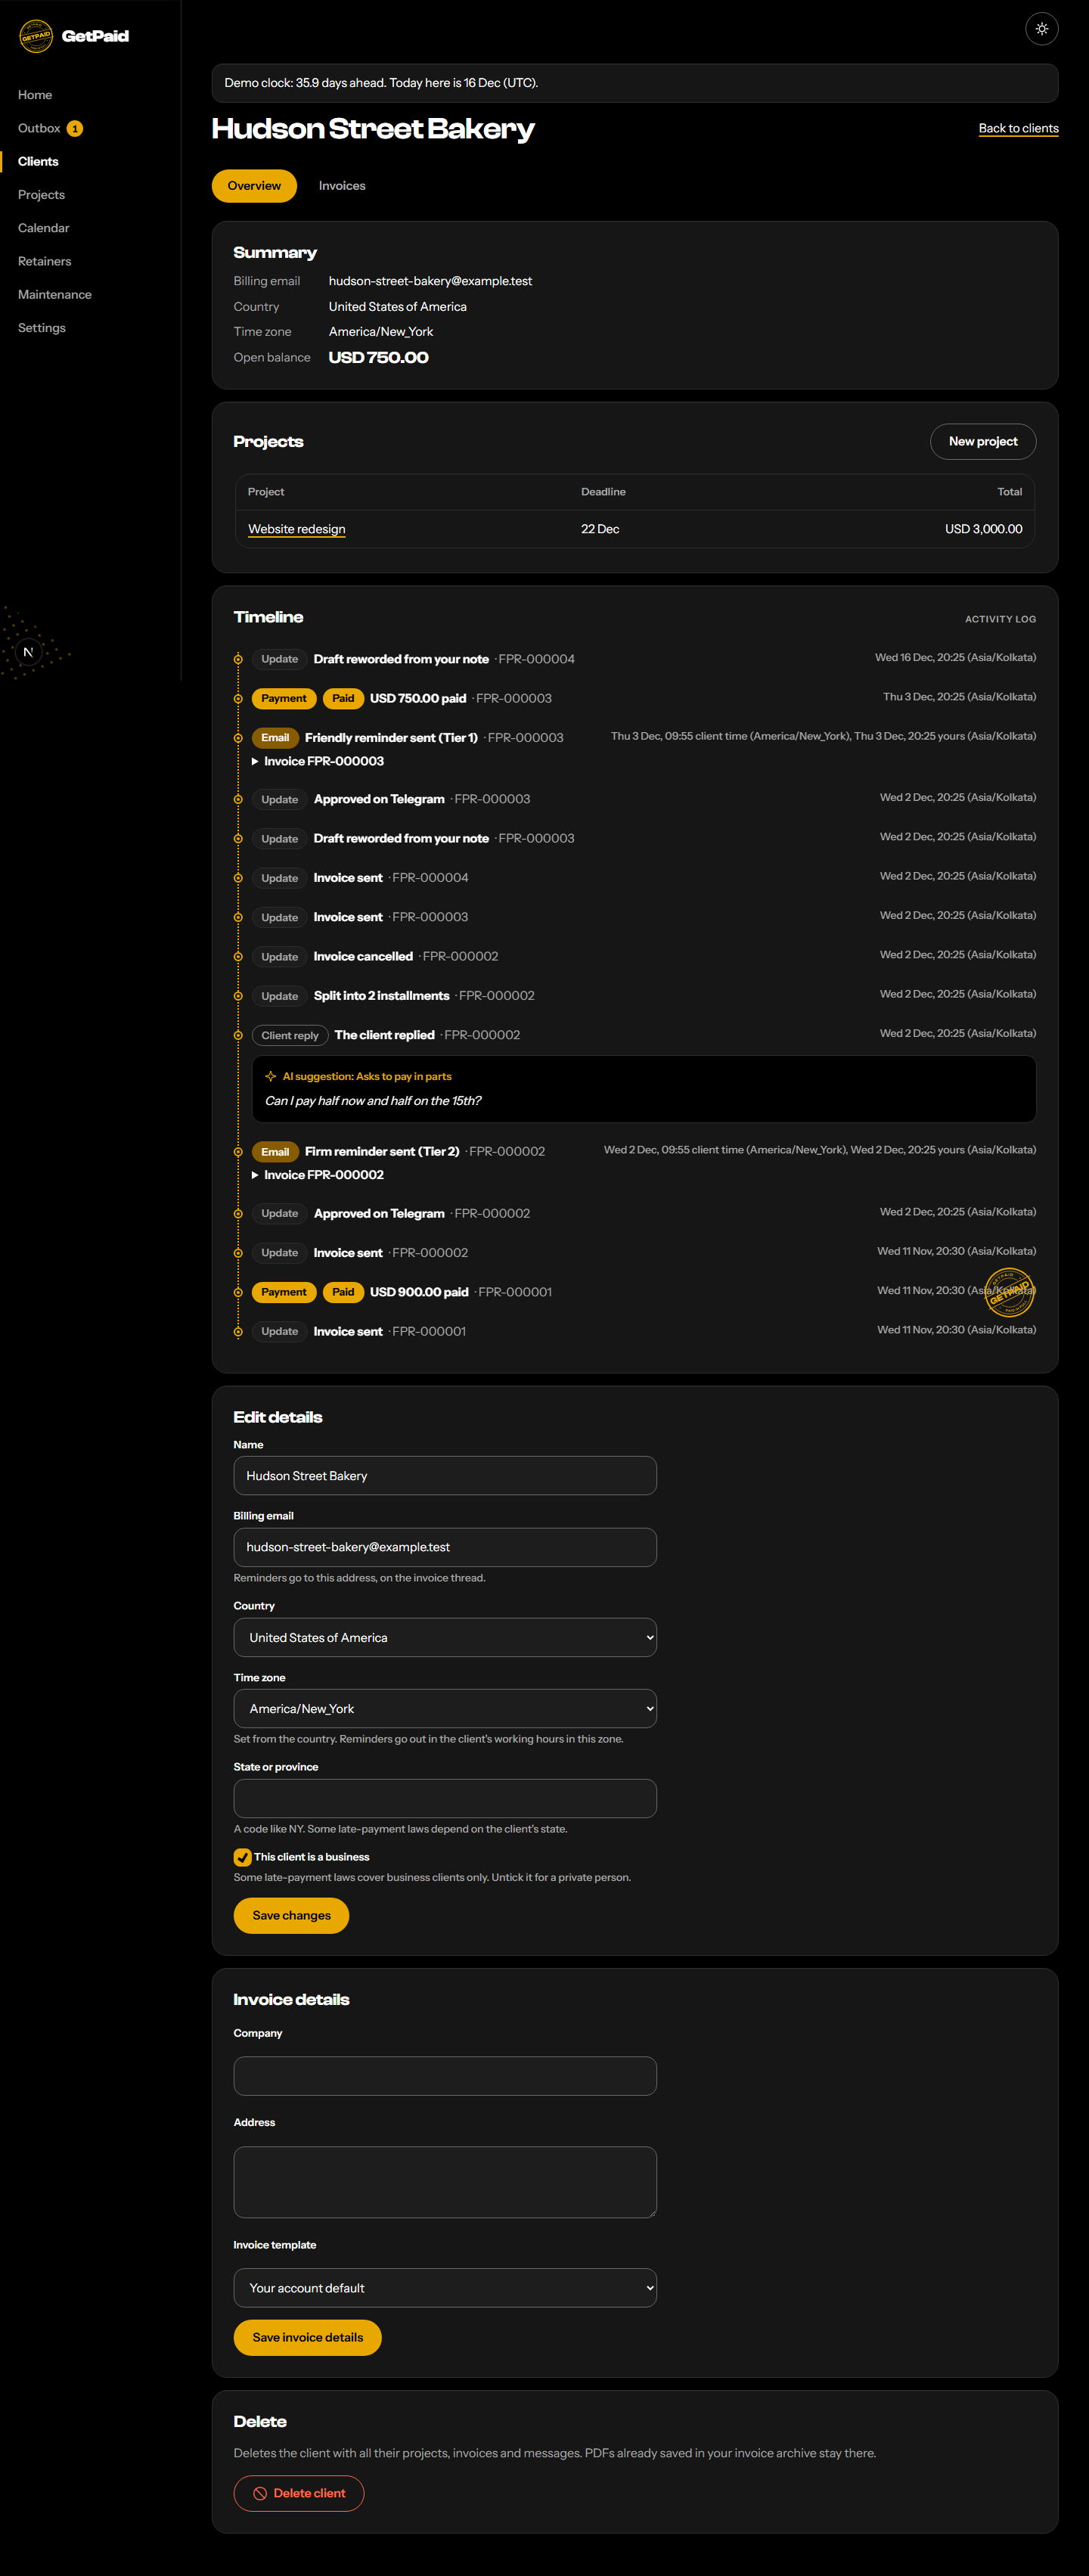 GETPAID
GetPaid
Home
Outbox 1
Clients
Projects
Calendar
Retainers
Maintenance
Settings
N
Demo clock: 35.9 days ahead. Today here is 16 Dec (UTC).
Hudson Street Bakery
Back to clients
Overview
Invoices
Summary
Billing email hudson-street-bakery@example.test
Country United States of America
Time zone America/New_York
Open balance USD 750.00
Projects
New project
Project Deadline Total
Website redesign 22 Dec USD 3,000.00
Timeline
ACTIVITY LOG
Update Draft reworded from your note · FPR-000004 Wed 16 Dec, 20:25 (Asia/Kolkata)
Payment Paid USD 750.00 paid · FPR-000003 Thu 3 Dec, 20:25 (Asia/Kolkata)
Email Friendly reminder sent (Tier 1) · FPR-000003 Thu 3 Dec, 09:55 client time (America/New_York), Thu 3 Dec, 20:25 yours (Asia/Kolkata)
Invoice FPR-000003
Update Approved on Telegram · FPR-000003 Wed 2 Dec, 20:25 (Asia/Kolkata)
Update Draft reworded from your note · FPR-000003 Wed 2 Dec, 20:25 (Asia/Kolkata)
Update Invoice sent · FPR-000004 Wed 2 Dec, 20:25 (Asia/Kolkata)
Update Invoice sent · FPR-000003 Wed 2 Dec, 20:25 (Asia/Kolkata)
Update Invoice cancelled · FPR-000002 Wed 2 Dec, 20:25 (Asia/Kolkata)
Update Split into 2 installments · FPR-000002 Wed 2 Dec, 20:25 (Asia/Kolkata)
Client reply The client replied · FPR-000002 Wed 2 Dec, 20:25 (Asia/Kolkata)
AI suggestion: Asks to pay in parts
Can I pay half now and half on the 15th?
Email Firm reminder sent (Tier 2) · FPR-000002 Wed 2 Dec, 09:55 client time (America/New_York), Wed 2 Dec, 20:25 yours (Asia/Kolkata)
Invoice FPR-000002
Update Approved on Telegram · FPR-000002 Wed 2 Dec, 20:25 (Asia/Kolkata)
Update Invoice sent · FPR-000002 Wed 11 Nov, 20:30 (Asia/Kolkata)
Payment Paid USD 900.00 paid · FPR-000001 Wed 11 Nov, 20:30 (Asia/Kolkata)
GETPAID
Update Invoice sent · FPR-000001 Wed 11 Nov, 20:30 (Asia/Kolkata)
Edit details
Name
Hudson Street Bakery
Billing email
hudson-street-bakery@example.test
Reminders go to this address, on the invoice thread.
Country
United States of America
Time zone
America/New_York
Set from the country. Reminders go out in the client's working hours in this zone.
State or province
A code like NY. Some late-payment laws depend on the client's state.
This client is a business
Some late-payment laws cover business clients only. Untick it for a private person.
Save changes
Invoice details
Company
Address
Invoice template
Your account default
Save invoice details
Delete
Deletes the client with all their projects, invoices and messages. PDFs already saved in your invoice archive stay there.
Delete client